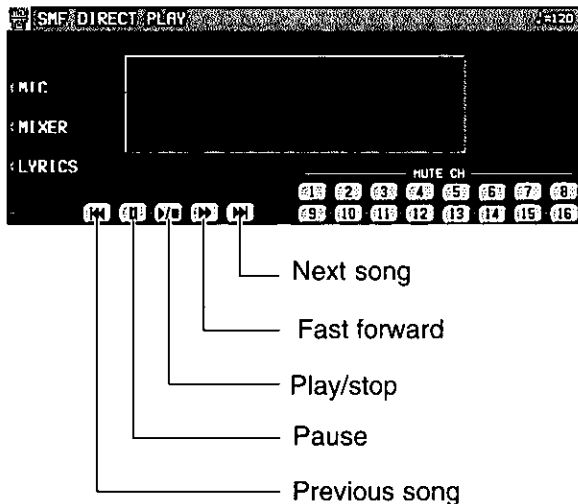 SMF DIRECT PLAY ♩=120
MIC
MIXER
LYRICS
MUTE CH
1 2 3 4 5 6 7 8
9 10 11 12 13 14 15 16
Next song
Fast forward
Play/stop
Pause
Previous song